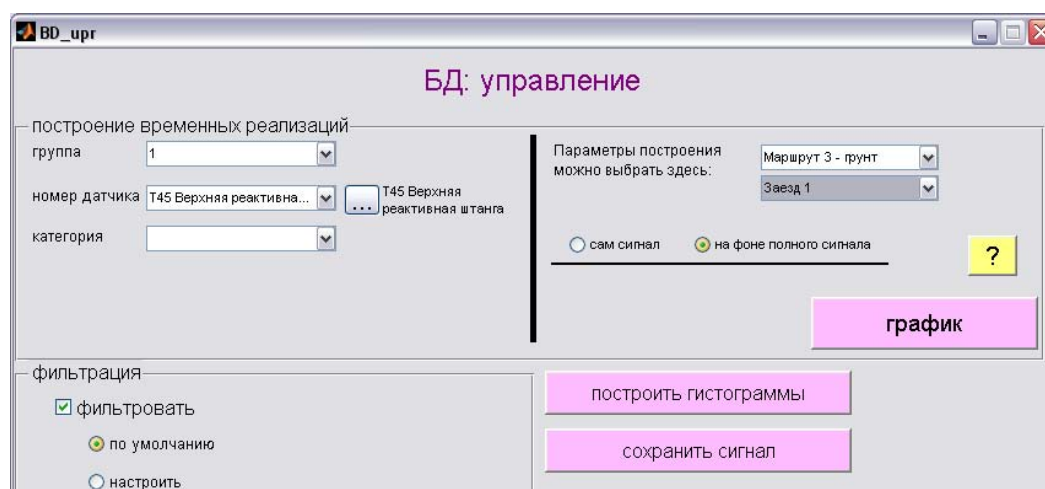 BD_upr
БД: управление
построение временных реализаций
группа
1
номер датчика
T45 Верхняя реактивна...
...
T45 Верхняя
реактивная штанга
категория
Параметры построения
можно выбрать здесь:
Маршрут 3 - грунт
Заезд 1
сам сигнал
на фоне полного сигнала
?
график
фильтрация
фильтровать
по умолчанию
настроить
построить гистограммы
сохранить сигнал